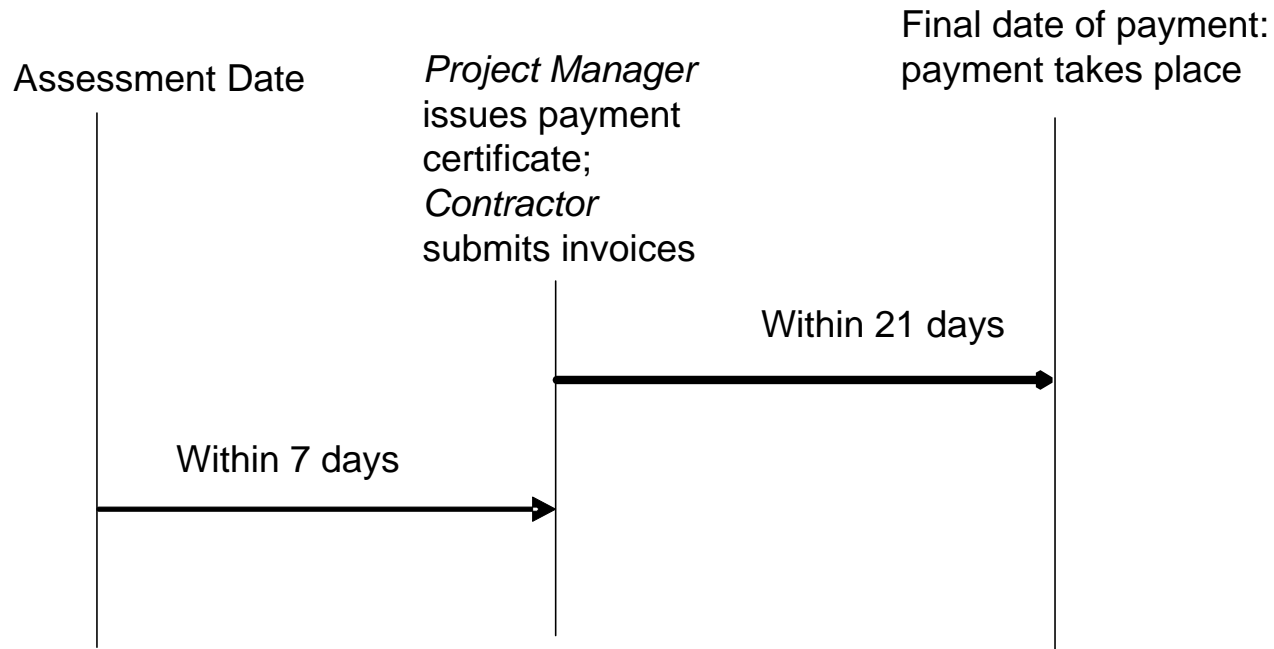 Assessment Date
Project Manager
issues payment
certificate;
Contractor
submits invoices
Final date of payment:
payment takes place
Within 21 days
Within 7 days